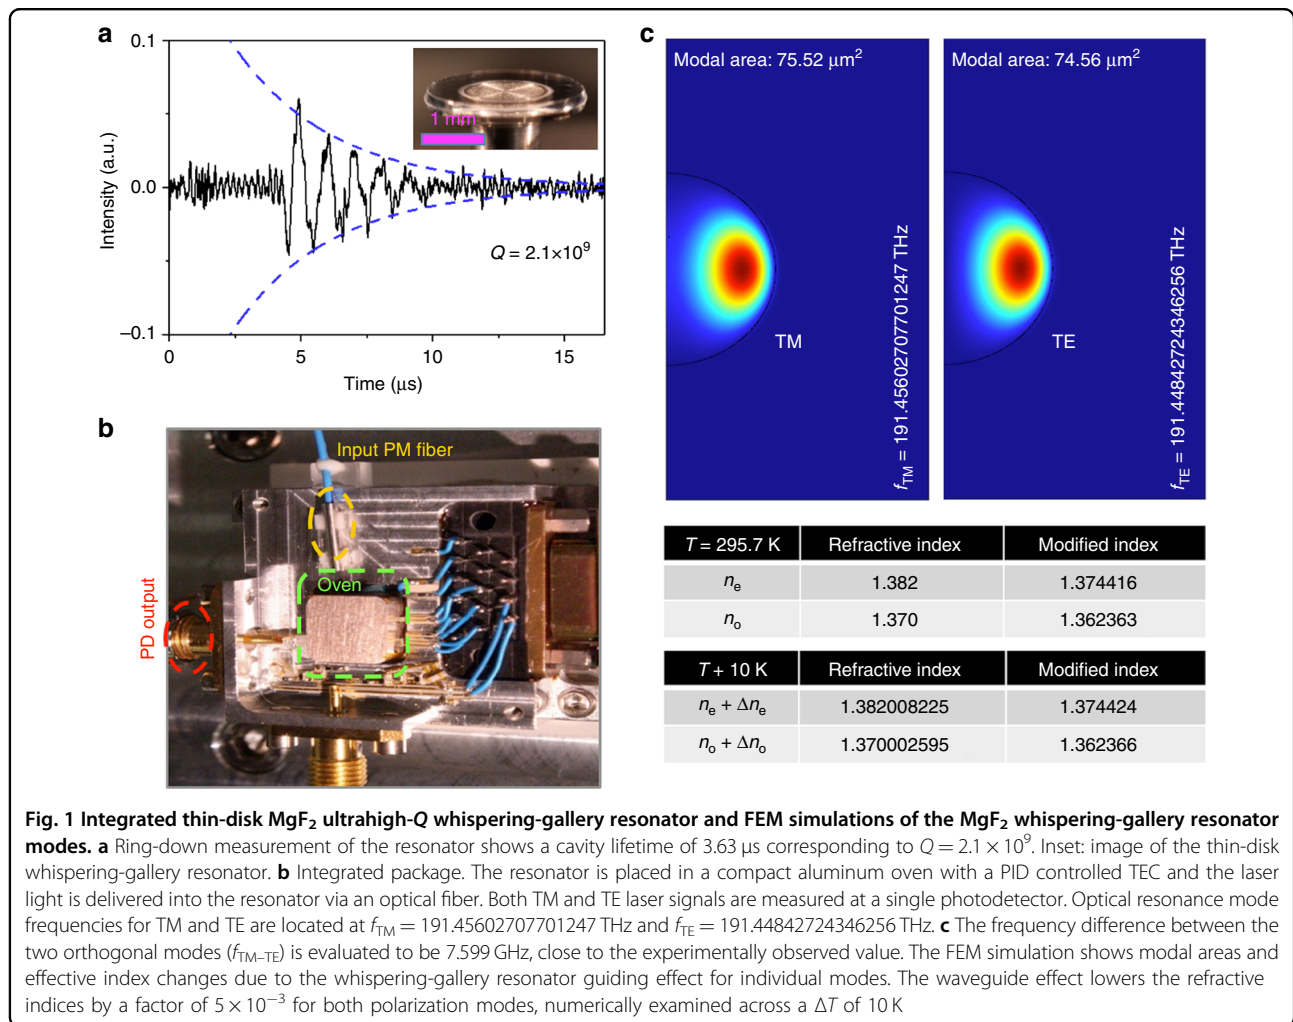 a
0.1
0.0
−0.1
Intensity (a.u.)
1 mm
Q = 2.1×10⁹
0 5 10 15
Time (μs)
b
Input PM fiber
Oven
PD output
c
Modal area: 75.52 μm²
TM
f_TM = 191.45602707701247 THz
Modal area: 74.56 μm²
TE
f_TE = 191.44842724346256 THz
T = 295.7 K Refractive index Modified index
nₑ 1.382 1.374416
nₒ 1.370 1.362363
T + 10 K Refractive index Modified index
nₑ + Δnₑ 1.382008225 1.374424
nₒ + Δnₒ 1.370002595 1.362366
Fig. 1 Integrated thin-disk MgF₂ ultrahigh-Q whispering-gallery resonator and FEM simulations of the MgF₂ whispering-gallery resonator
modes. a Ring-down measurement of the resonator shows a cavity lifetime of 3.63 μs corresponding to Q = 2.1 × 10⁹. Inset: image of the thin-disk
whispering-gallery resonator. b Integrated package. The resonator is placed in a compact aluminum oven with a PID controlled TEC and the laser
light is delivered into the resonator via an optical fiber. Both TM and TE laser signals are measured at a single photodetector. Optical resonance mode
frequencies for TM and TE are located at f_TM = 191.45602707701247 THz and f_TE = 191.44842724346256 THz. c The frequency difference between the
two orthogonal modes (f_TM–TE) is evaluated to be 7.599 GHz, close to the experimentally observed value. The FEM simulation shows modal areas and
effective index changes due to the whispering-gallery resonator guiding effect for individual modes. The waveguide effect lowers the refractive
indices by a factor of 5 × 10⁻³ for both polarization modes, numerically examined across a ΔT of 10 K